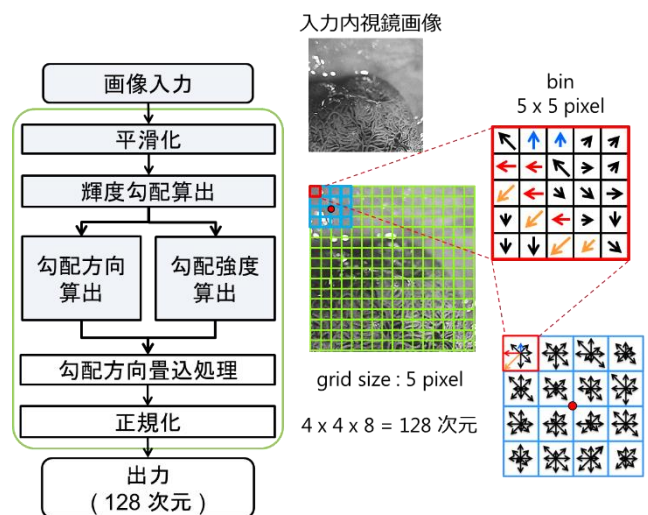 画像入力
平滑化
輝度勾配算出
勾配方向
算出
勾配強度
算出
勾配方向畳込処理
正規化
出力
( 128 次元 )
入力内視鏡画像
grid size : 5 pixel
4 x 4 x 8 = 128 次元
bin
5 x 5 pixel